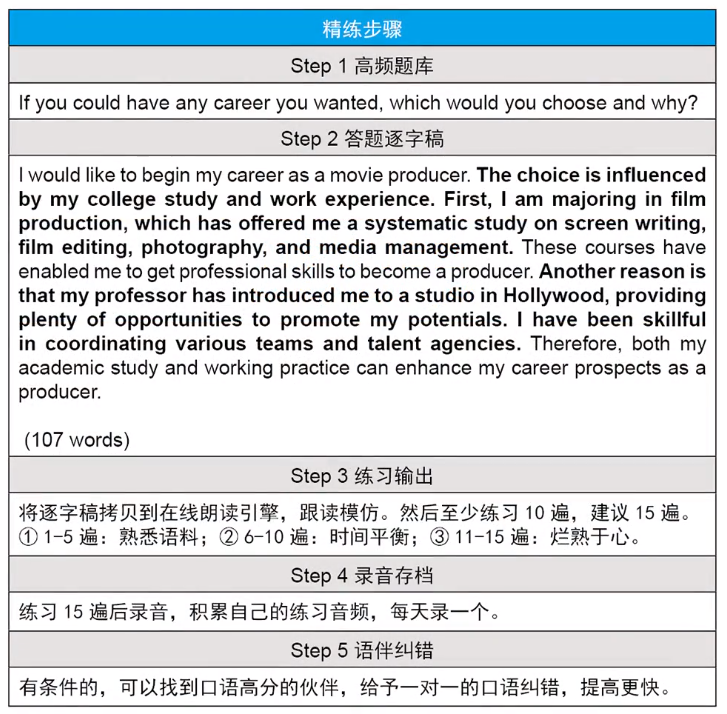 精练步骤
Step 1 高频题库
If you could have any career you wanted, which would you choose and why?
Step 2 答题逐字稿
I would like to begin my career as a movie producer. The choice is influenced
by my college study and work experience. First, I am majoring in film
production, which has offered me a systematic study on screen writing,
film editing, photography, and media management. These courses have
enabled me to get professional skills to become a producer. Another reason is
that my professor has introduced me to a studio in Hollywood, providing
plenty of opportunities to promote my potentials. I have been skillful
in coordinating various teams and talent agencies. Therefore, both my
academic study and working practice can enhance my career prospects as a
producer.
(107 words)
Step 3 练习输出
将逐字稿拷贝到在线朗读引擎，跟读模仿。然后至少练习 10 遍，建议 15 遍。
① 1-5 遍：熟悉语料；② 6-10 遍：时间平衡；③ 11-15 遍：烂熟于心。
Step 4 录音存档
练习 15 遍后录音，积累自己的练习音频，每天录一个。
Step 5 语伴纠错
有条件的，可以找到口语高分的伙伴，给予一对一的口语纠错，提高更快。